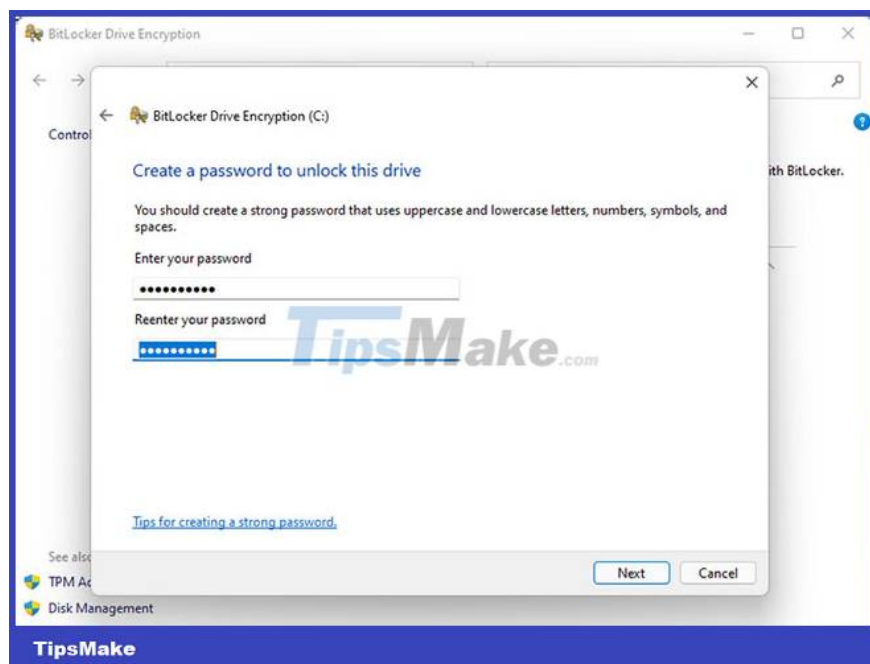 BitLocker Drive Encryption
Control
BitLocker Drive Encryption (C:)
Create a password to unlock this drive
ith BitLocker.
You should create a strong password that uses uppercase and lowercase letters, numbers, symbols, and
spaces.
Enter your password
Reenter your password
TipsMake.com
Tips for creating a strong password.
See also
TPM Ad
Next
Cancel
Disk Management
TipsMake